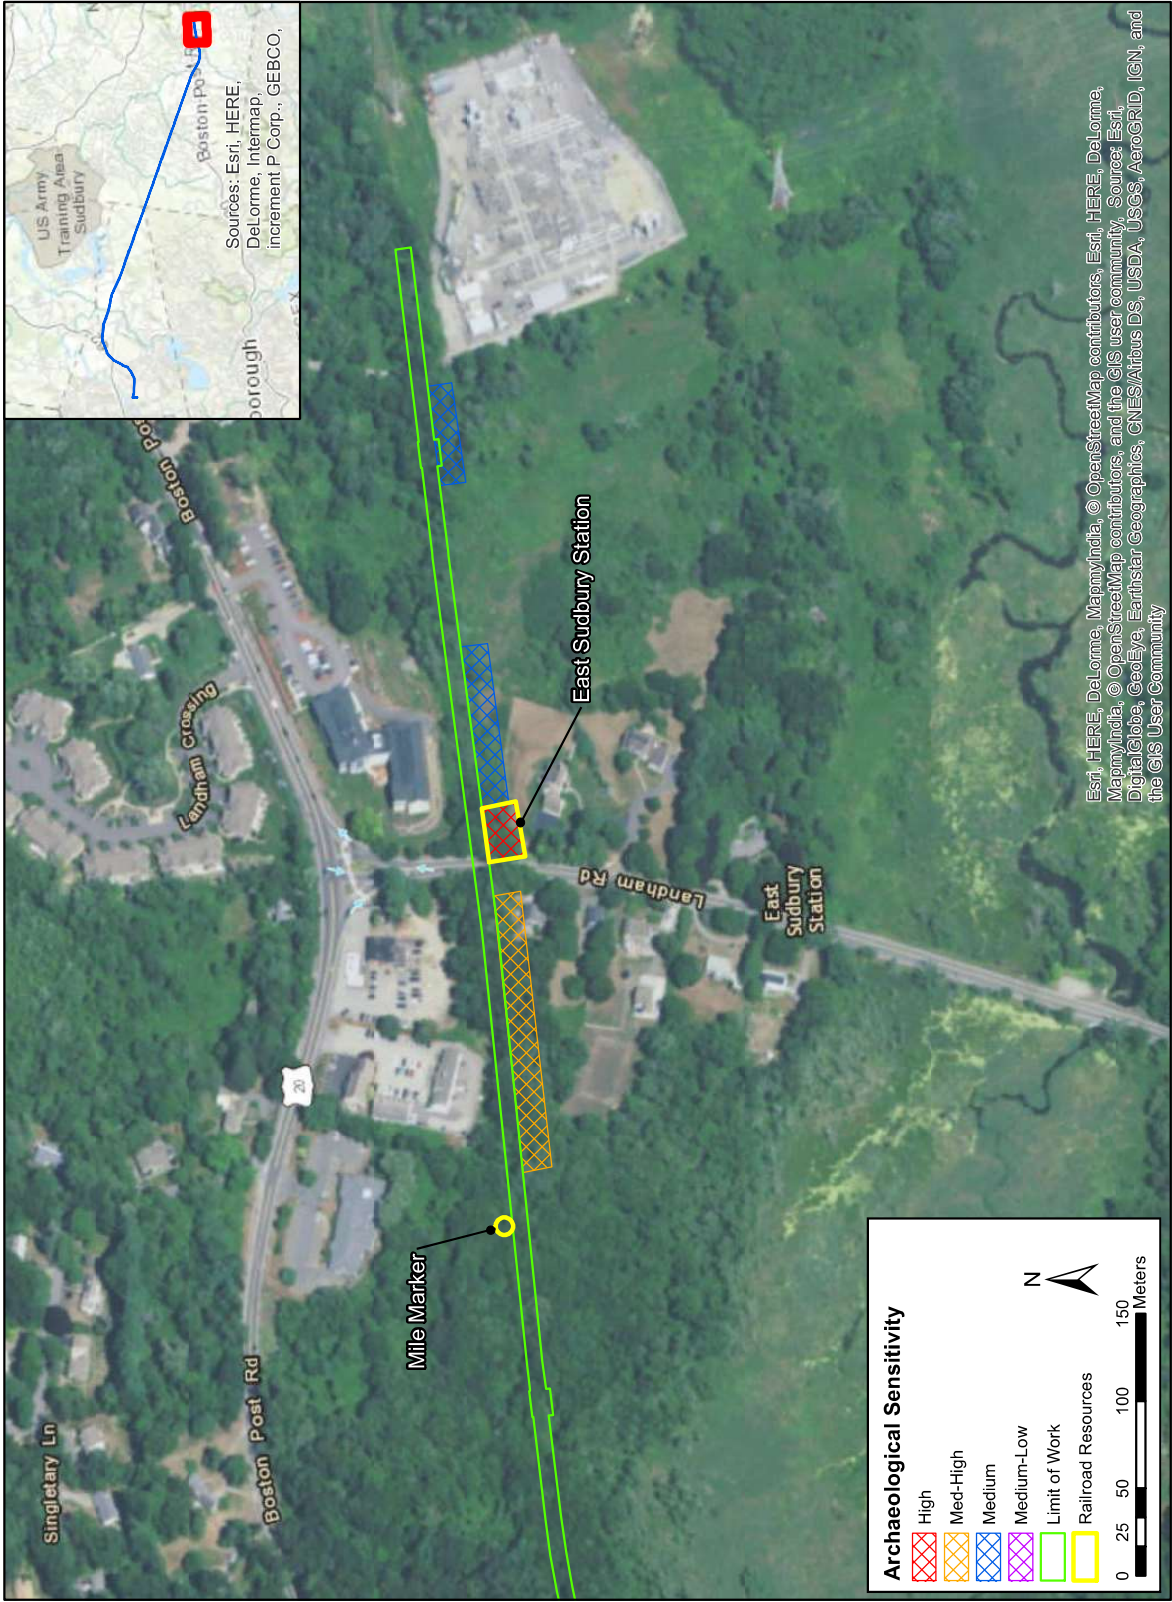 Singletary Ln
Boston Post Rd
20
Landham Crossing
Boston Pos
US Army
Training Area
Sudbury
Boston Post R
orough
Sources: Esri, HERE,
DeLorme, Intermap,
increment P Corp., GEBCO,
Mile Marker
East Sudbury Station
Landham Rd
East
Sudbury
Station
Archaeological Sensitivity
High
Med-High
Medium
Medium-Low
Limit of Work
Railroad Resources
N
0 25 50 100 150
Meters
Esri, HERE, DeLorme, MapmyIndia, © OpenStreetMap contributors, Esri, HERE, DeLorme,
MapmyIndia, © OpenStreetMap contributors, and the GIS user community, Source: Esri,
DigitalGlobe, GeoEye, Earthstar Geographics, CNES/Airbus DS, USDA, USGS, AeroGRID, IGN, and
the GIS User Community